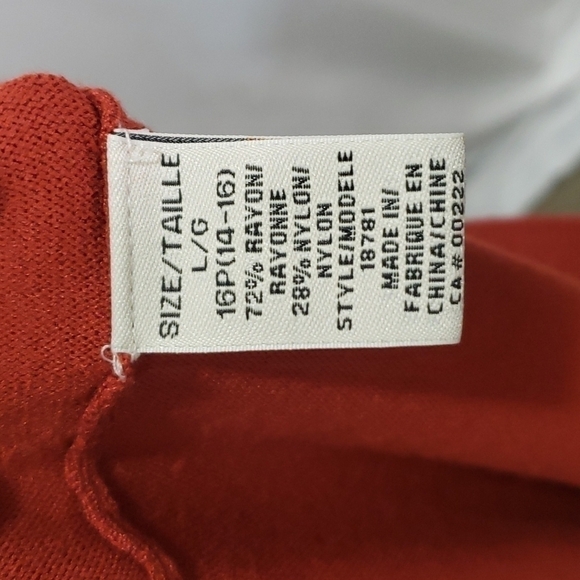 SIZE/TAILLE
L/G
16P(14-16)
72% RAYON/
RAYONNE
28% NYLON/
NYLON
STYLE/MODELE
18781
MADE IN/
FABRIQUE EN
CHINA/CHINE
CA# 00222